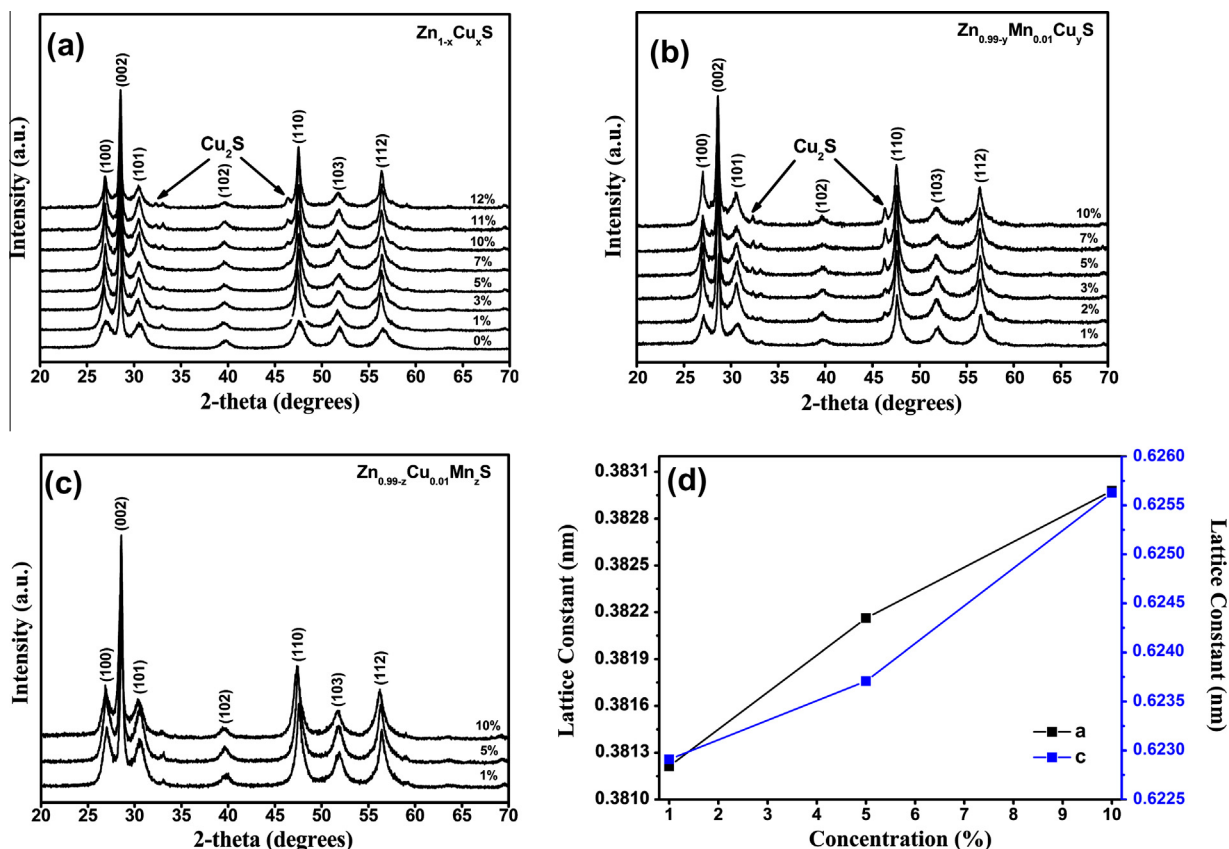 (a)
Zn1-xCuxS
Intensity (a.u.)
(100)
(002)
(101)
Cu2S
(102)
(110)
(103)
(112)
12%
11%
10%
7%
5%
3%
1%
0%
20 25 30 35 40 45 50 55 60 65 70
2-theta (degrees)
(b)
Zn0.99-yMn0.01CuyS
Intensity (a.u.)
(100)
(002)
(101)
Cu2S
(102)
(110)
(103)
(112)
10%
7%
5%
3%
2%
1%
20 25 30 35 40 45 50 55 60 65 70
2-theta (degrees)
(c)
Zn0.99-zCu0.01MnzS
Intensity (a.u.)
(100)
(002)
(101)
(102)
(110)
(103)
(112)
10%
5%
1%
20 25 30 35 40 45 50 55 60 65 70
2-theta (degrees)
(d)
Lattice Constant (nm)
0.3831
0.3828
0.3825
0.3822
0.3819
0.3816
0.3813
0.3810
a
c
1 2 3 4 5 6 7 8 9 10
Concentration (%)
0.6260
0.6255
0.6250
0.6245
0.6240
0.6235
0.6230
0.6225
Lattice Constant (nm)